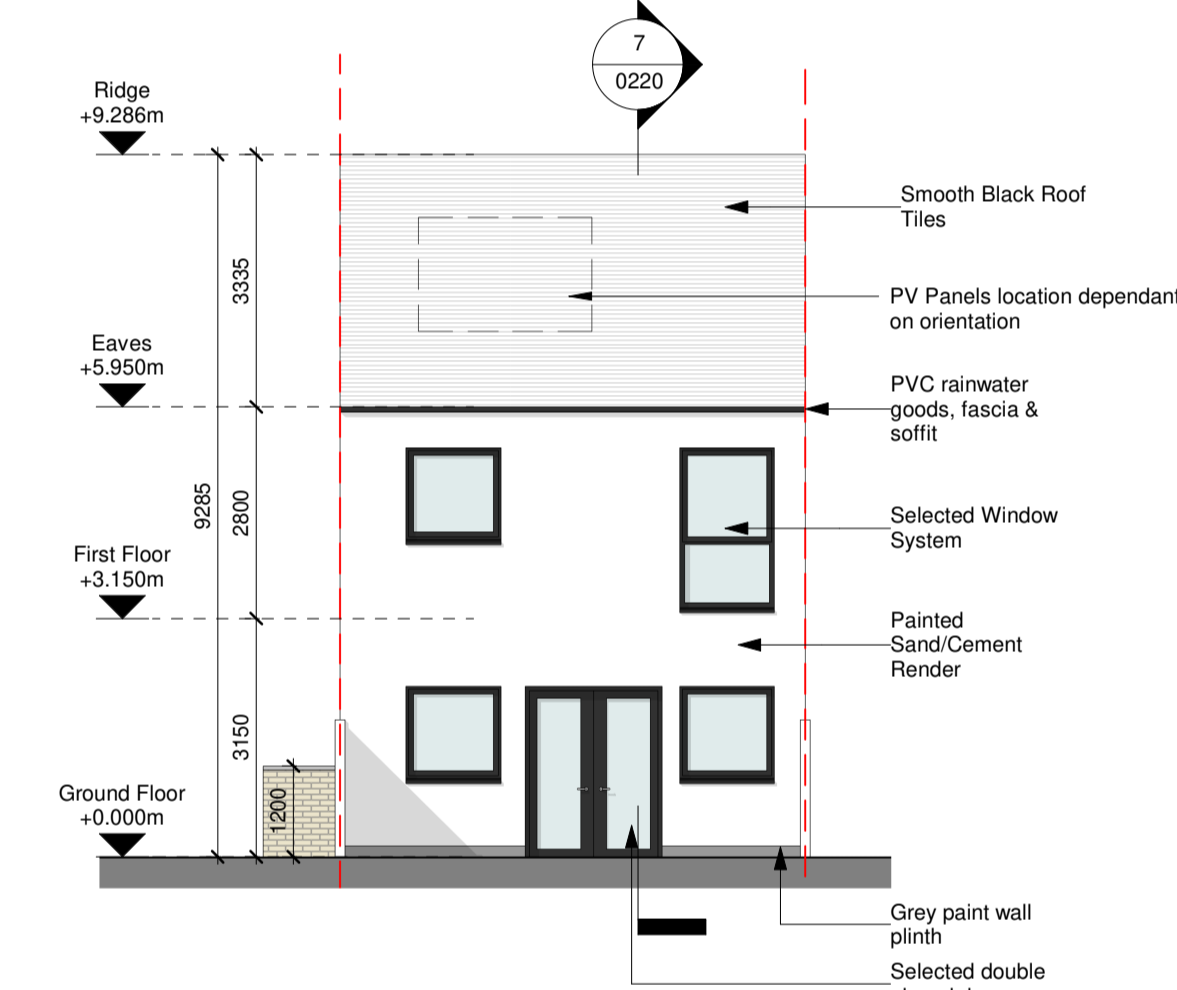 7
0220
Ridge
+9.286m
Smooth Black Roof
Tiles
3335
PV Panels location dependant
on orientation
Eaves
+5.950m
PVC rainwater
goods, fascia &
soffit
9285
2800
Selected Window
System
First Floor
+3.150m
Painted
Sand/Cement
Render
3150
Ground Floor
+0.000m
1200
Grey paint wall
plinth
Selected double